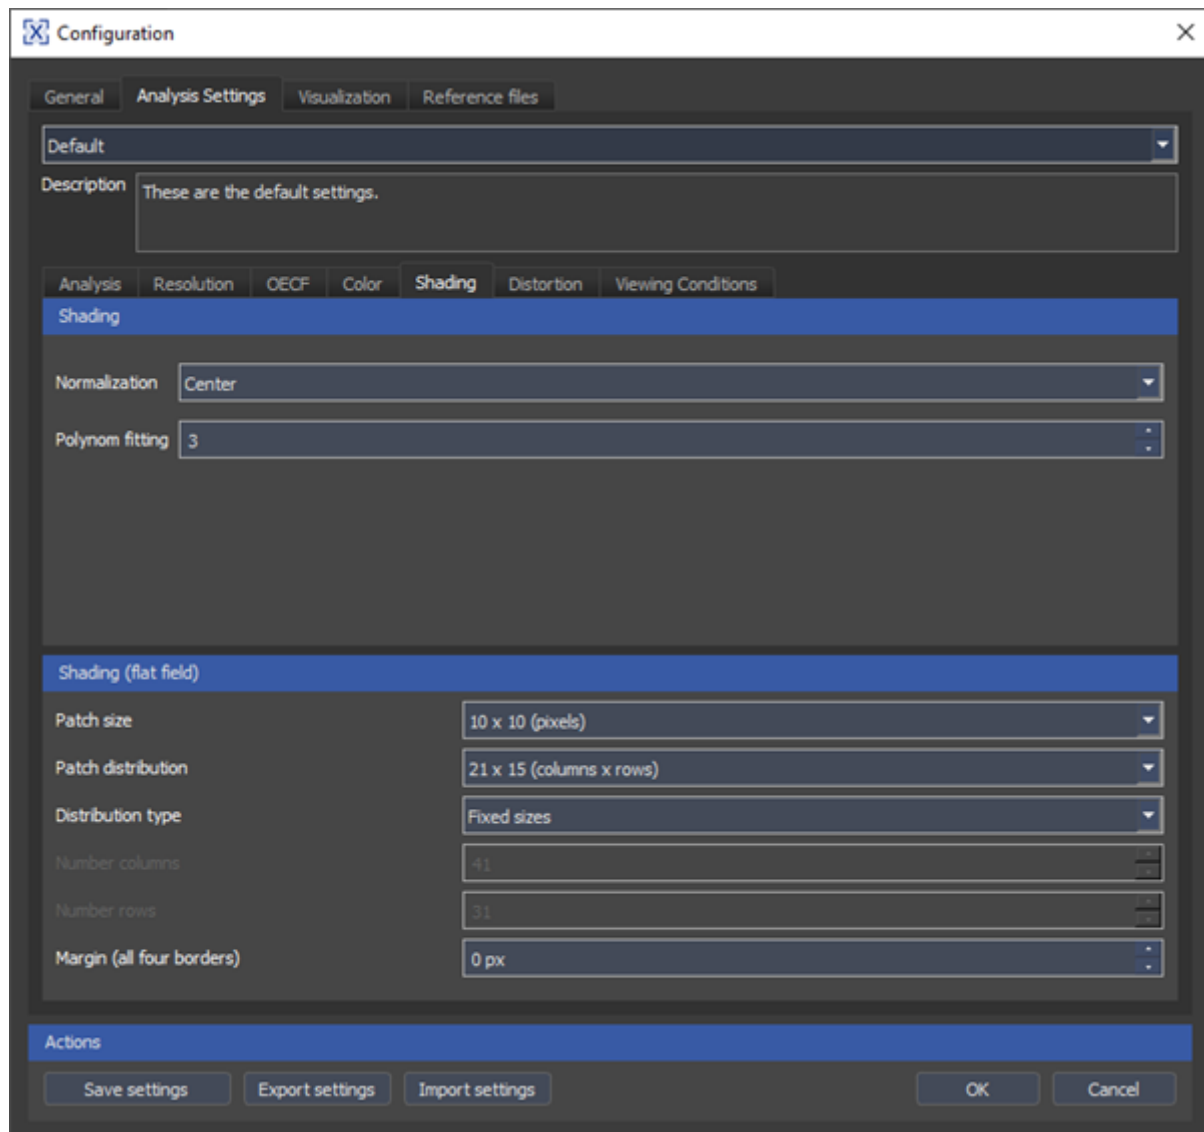 Configuration
General Analysis Settings Visualization Reference files
Default
Description These are the default settings.
Analysis Resolution OECF Color Shading Distortion Viewing Conditions
Shading
Normalization Center
Polynom fitting 3
Shading (flat field)
Patch size 10 x 10 (pixels)
Patch distribution 21 x 15 (columns x rows)
Distribution type Fixed sizes
Number columns 41
Number rows 31
Margin (all four borders) 0 px
Actions
Save settings Export settings Import settings OK Cancel